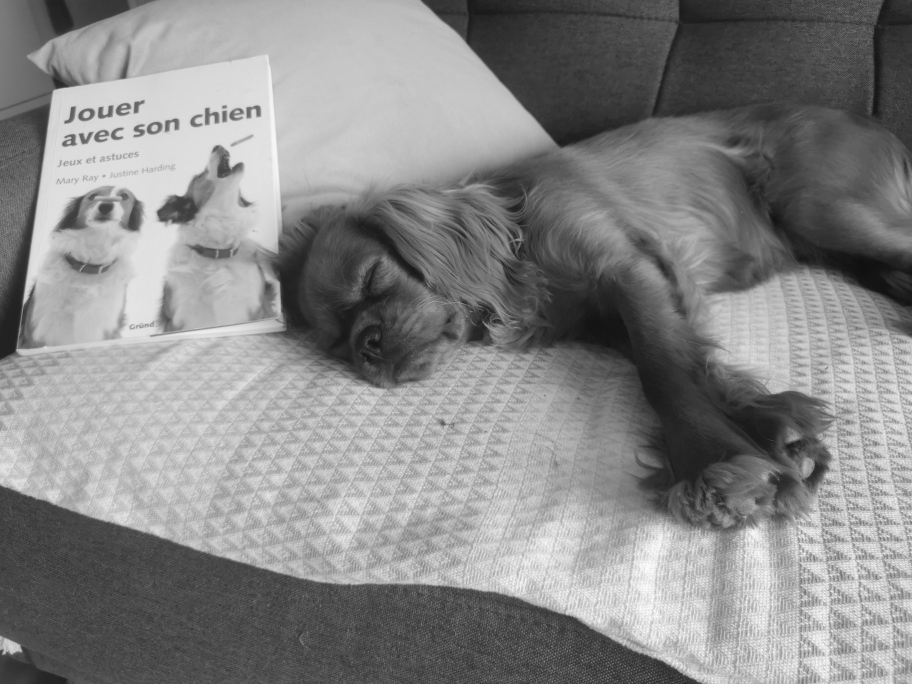 Jouer
avec son chien
Jeux et astuces
Mary Ray • Justine Harding
Gründ